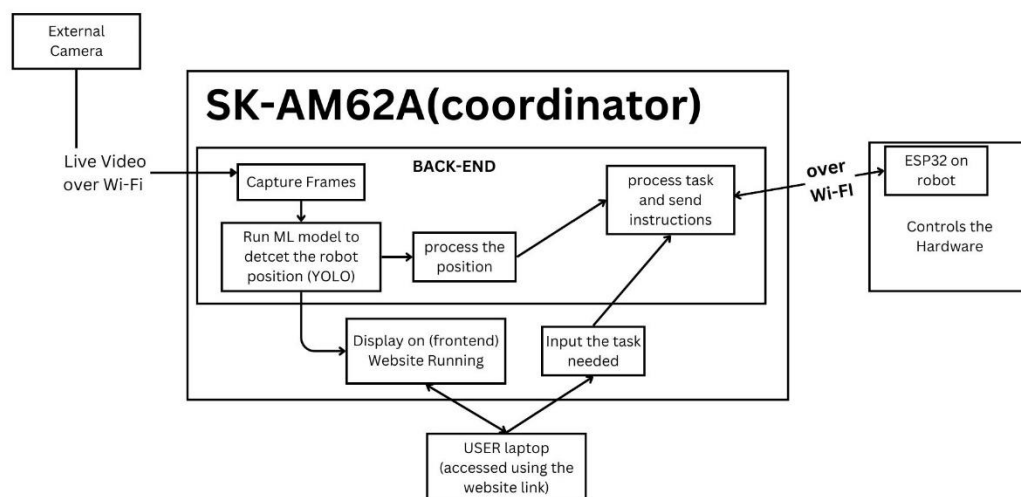 External
Camera
SK-AM62A(coordinator)
Live Video
over Wi-Fi
BACK-END
Capture Frames
process task
and send
instructions
over
Wi-FI
ESP32 on
robot
Controls the
Hardware
Run ML model to
detcet the robot
position (YOLO)
process the
position
Display on (frontend)
Website Running
Input the task
needed
USER laptop
(accessed using the
website link)